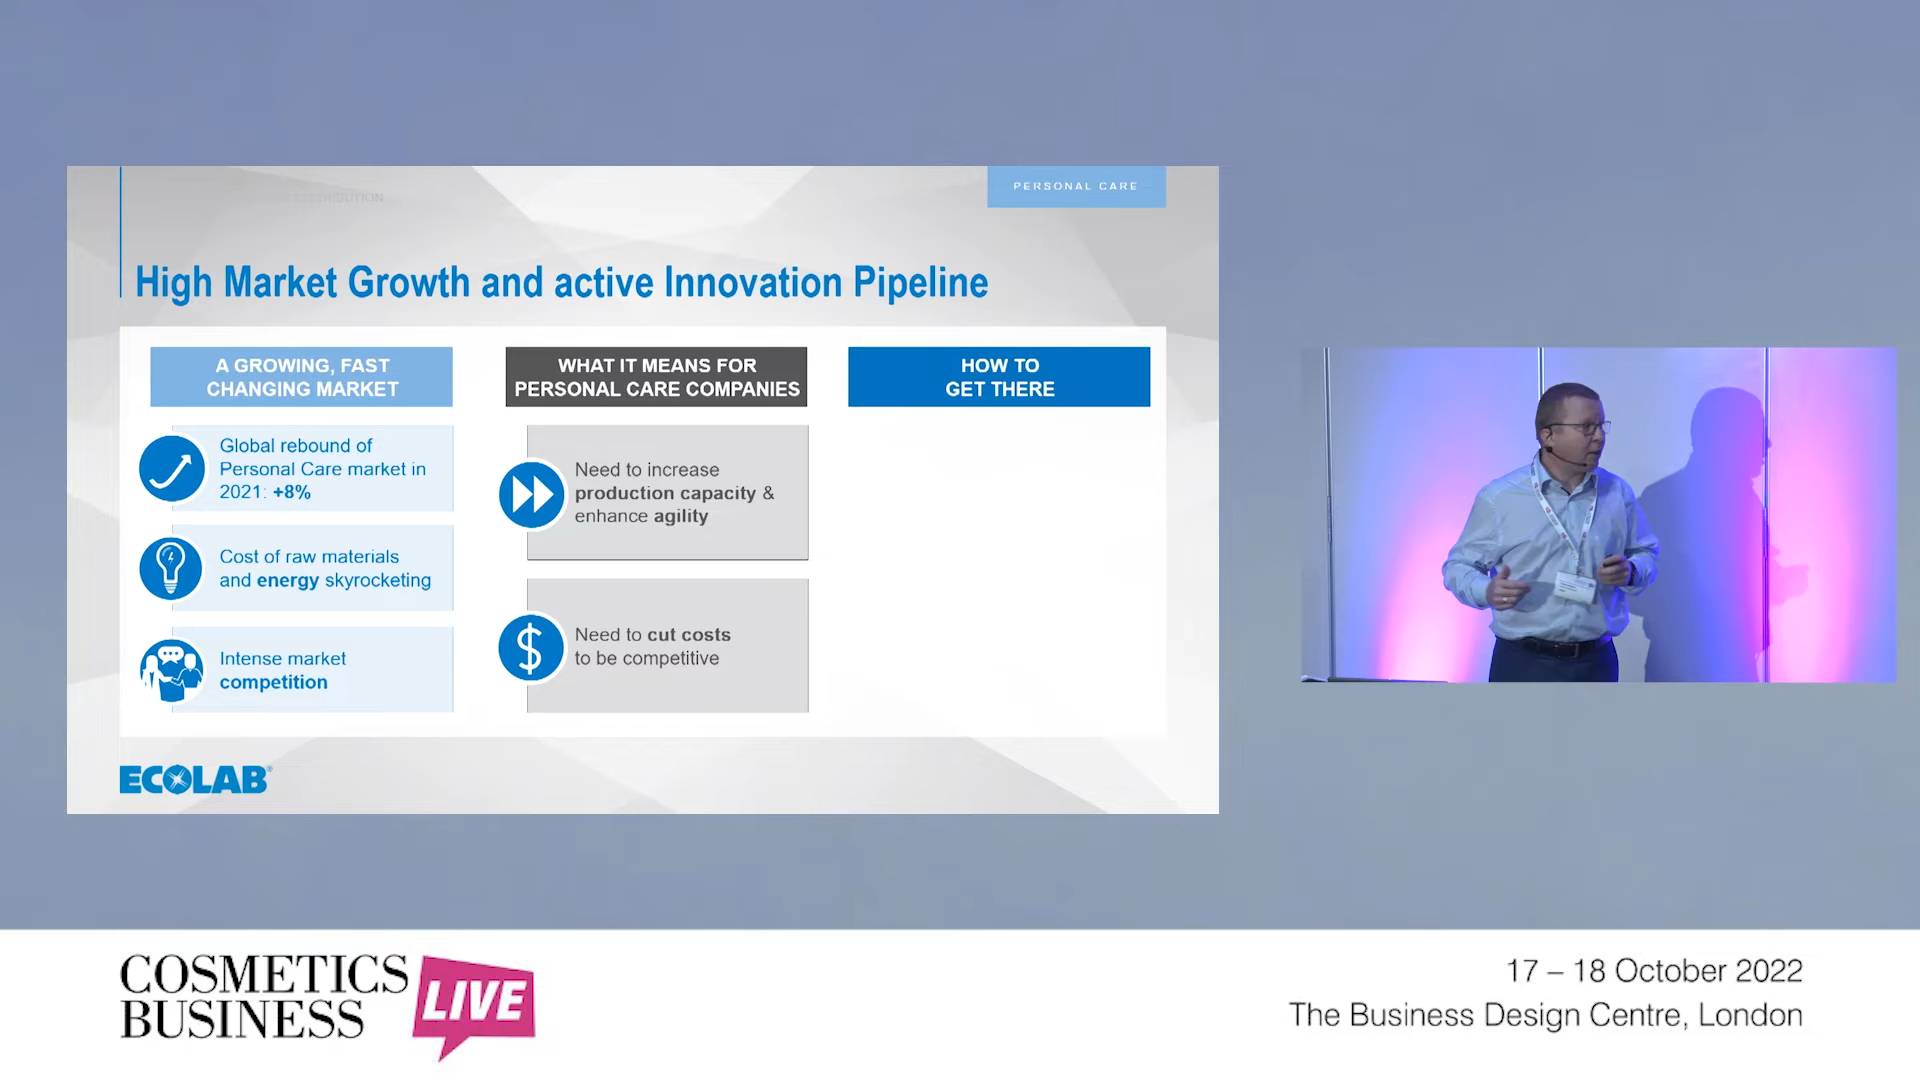 PERSONAL CARE
High Market Growth and active Innovation Pipeline
A GROWING, FAST
CHANGING MARKET
Global rebound of
Personal Care market in
2021: +8%
Cost of raw materials
and energy skyrocketing
Intense market
competition
WHAT IT MEANS FOR
PERSONAL CARE COMPANIES
Need to increase
production capacity &
enhance agility
Need to cut costs
to be competitive
HOW TO
GET THERE
ECOLAB®
COSMETICS
BUSINESS
LIVE
17 – 18 October 2022
The Business Design Centre, London